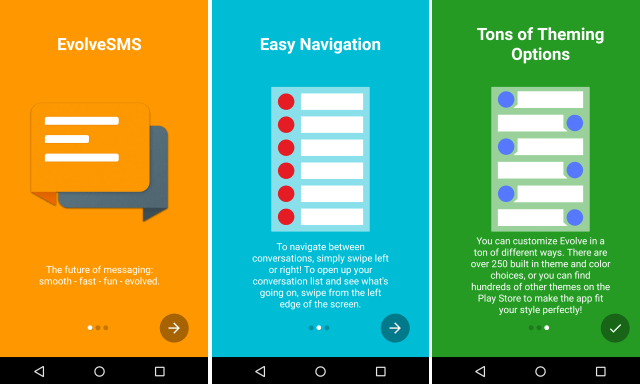 EvolveSMS
The future of messaging:
smooth - fast - fun - evolved.
Easy Navigation
To navigate between
conversations, simply swipe left
or right! To open up your
conversation list and see what's
going on, swipe from the left
edge of the screen.
Tons of Theming
Options
You can customize Evolve in a
ton of different ways. There are
over 250 built in theme and color
choices, or you can find
hundreds of other themes on the
Play Store to make the app fit
your style perfectly!